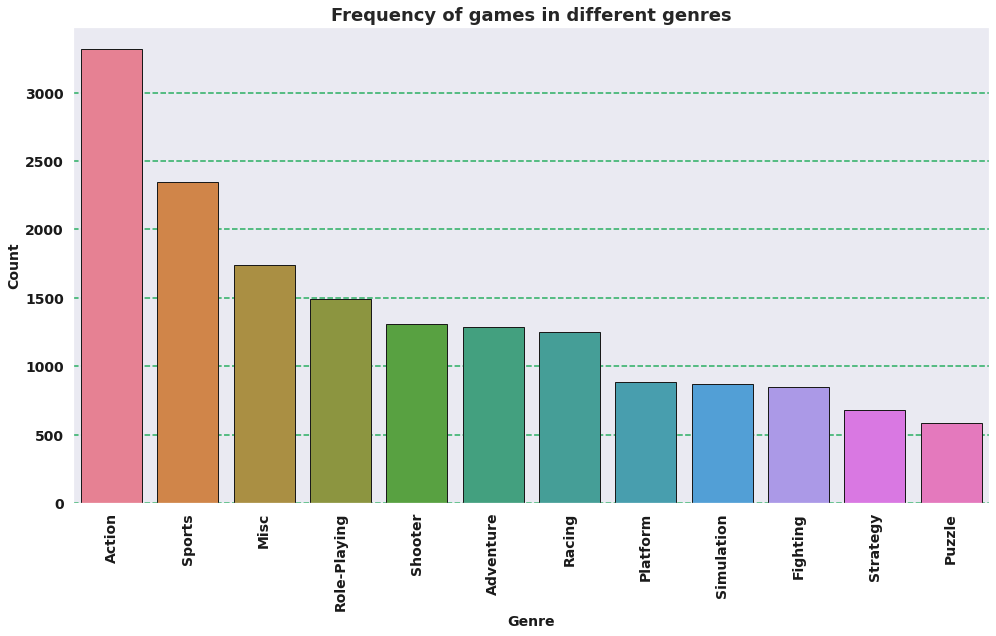 Frequency of games in different genres
Count
3000
2500
2000
1500
1000
500
0
Action
Sports
Misc
Role-Playing
Shooter
Adventure
Racing
Platform
Simulation
Fighting
Strategy
Puzzle
Genre